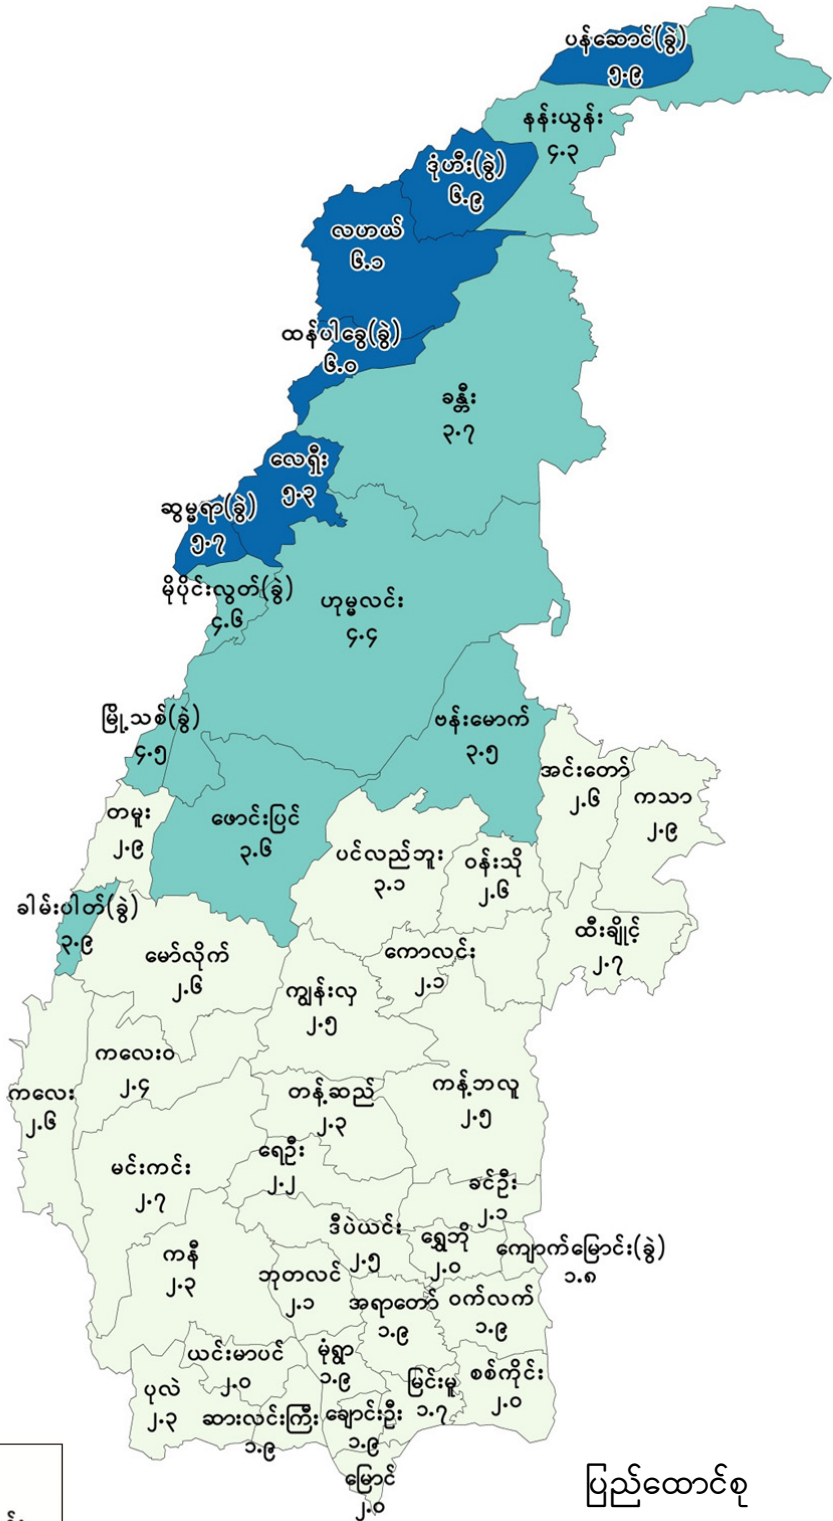 ပန်ဆောင်(ခွဲ)
၅.၉
နန်းယွန်း
၄.၃
ဒုံဟီး(ခွဲ)
၆.၉
လဟယ်
၆.၁
ထန်ပါခွေ(ခွဲ)
၆.၀
ခန္တီး
၃.၇
လေရှီး
၅.၃
ဆွမ္မရာ(ခွဲ)
၅.၇
မိုပိုင်းလွတ်(ခွဲ)
၄.၆
ဟုမ္မလင်း
၄.၄
မြို့သစ်(ခွဲ)
၄.၅
ဗန်းမောက်
၃.၅
အင်းတော်
၂.၆
ကသာ
၂.၉
တမူး
၂.၉
ဖောင်းပြင်
၃.၆
ပင်လည်ဘူး
၃.၁
ဝန်းသို
၂.၆
ခါမ်းပါတ်(ခွဲ)
၃.၉
ထီးချိုင့်
၂.၇
မော်လိုက်
၂.၆
ကောလင်း
၂.၁
ကျွန်းလှ
၂.၅
ကလေးဝ
၂.၄
ကလေး
၂.၆
တန့်ဆည်
၂.၃
ကန့်ဘလူ
၂.၅
မင်းကင်း
၂.၇
ရေဦး
၂.၂
ခင်ဦး
၂.၁
ဒီပဲယင်း
၂.၅
ရွှေဘို
၂.၀
ကျောက်မြောင်း(ခွဲ)
၁.၈
ကနီ
၂.၃
ဘုတလင်
၂.၁
အရာတော်
၁.၉
ဝက်လက်
၁.၉
ယင်းမာပင်
၂.၀
မုံရွာ
၁.၉
ပုလဲ
၂.၃
မြင်းမူ
၁.၇
စစ်ကိုင်း
၂.၀
ဆားလင်းကြီး
၁.၉
ချောင်းဦး
၁.၉
မြောင်
၂.၀
ပြည်ထောင်စု